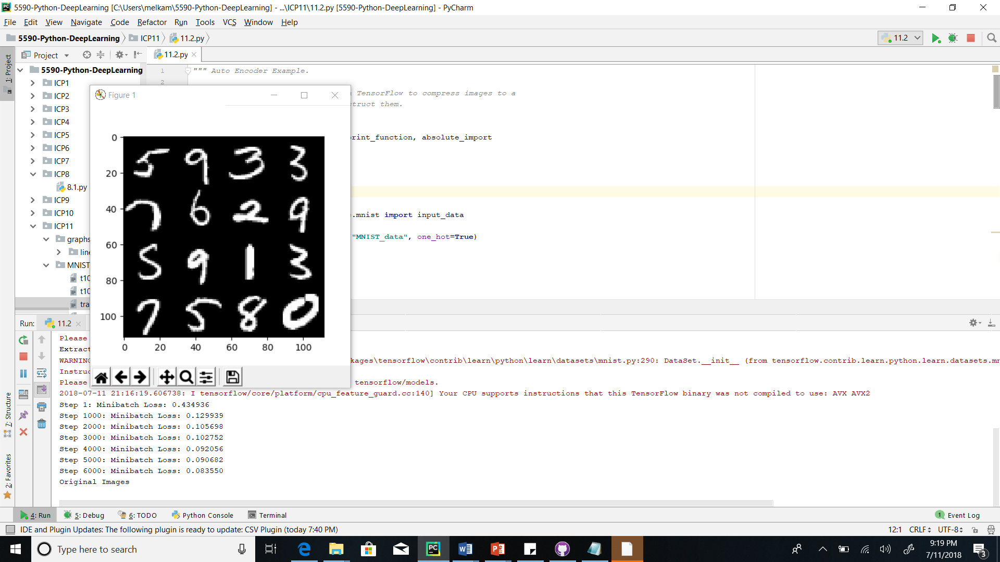 5590-Python-DeepLearning [C:\Users\melkam\5590-Python-DeepLearning] - ...\ICP11\11.2.py [5590-Python-DeepLearning] - PyCharm
File Edit View Navigate Code Refactor Run Tools VCS Window Help
5590-Python-DeepLearning ICP11 11.2.py 11.2
1: Project
Project 11.2.py
5590-Python-DeepLearning
ICP1
ICP2
ICP3
ICP4
ICP5
ICP6
ICP7
ICP8
8.1.py
ICP9
ICP10
ICP11
graphs
line
MNIST
t10
t10
tra
1 """ Auto Encoder Example.
2
TensorFlow to compress images to a
struct them.
print_function, absolute_import
.mnist import input_data
"MNIST_data", one_hot=True)
Figure 1
0
20
40
60
80
100
0 20 40 60 80 100
5 9 3 3
7 6 2 9
5 9 1 3
7 5 8 0
Run: 11.2
Please
Extract
WARNING kages\tensorflow\contrib\learn\python\learn\datasets\mnist.py:290: DataSet.__init__ (from tensorflow.contrib.learn.python.learn.datasets.mn
Instruc
Please tensorflow/models.
2018-07-11 21:16:19.606738: I tensorflow/core/platform/cpu_feature_guard.cc:140] Your CPU supports instructions that this TensorFlow binary was not compiled to use: AVX AVX2
Step 1: Minibatch Loss: 0.434936
Step 1000: Minibatch Loss: 0.129939
Step 2000: Minibatch Loss: 0.105698
Step 3000: Minibatch Loss: 0.102752
Step 4000: Minibatch Loss: 0.092056
Step 5000: Minibatch Loss: 0.090682
Step 6000: Minibatch Loss: 0.083550
Original Images
7: Structure
2: Favorites
4: Run 5: Debug 6: TODO Python Console Terminal 1 Event Log
IDE and Plugin Updates: The following plugin is ready to update: CSV Plugin (today 7:40 PM) 12:1 CRLF UTF-8
Type here to search
9:19 PM
7/11/2018
3